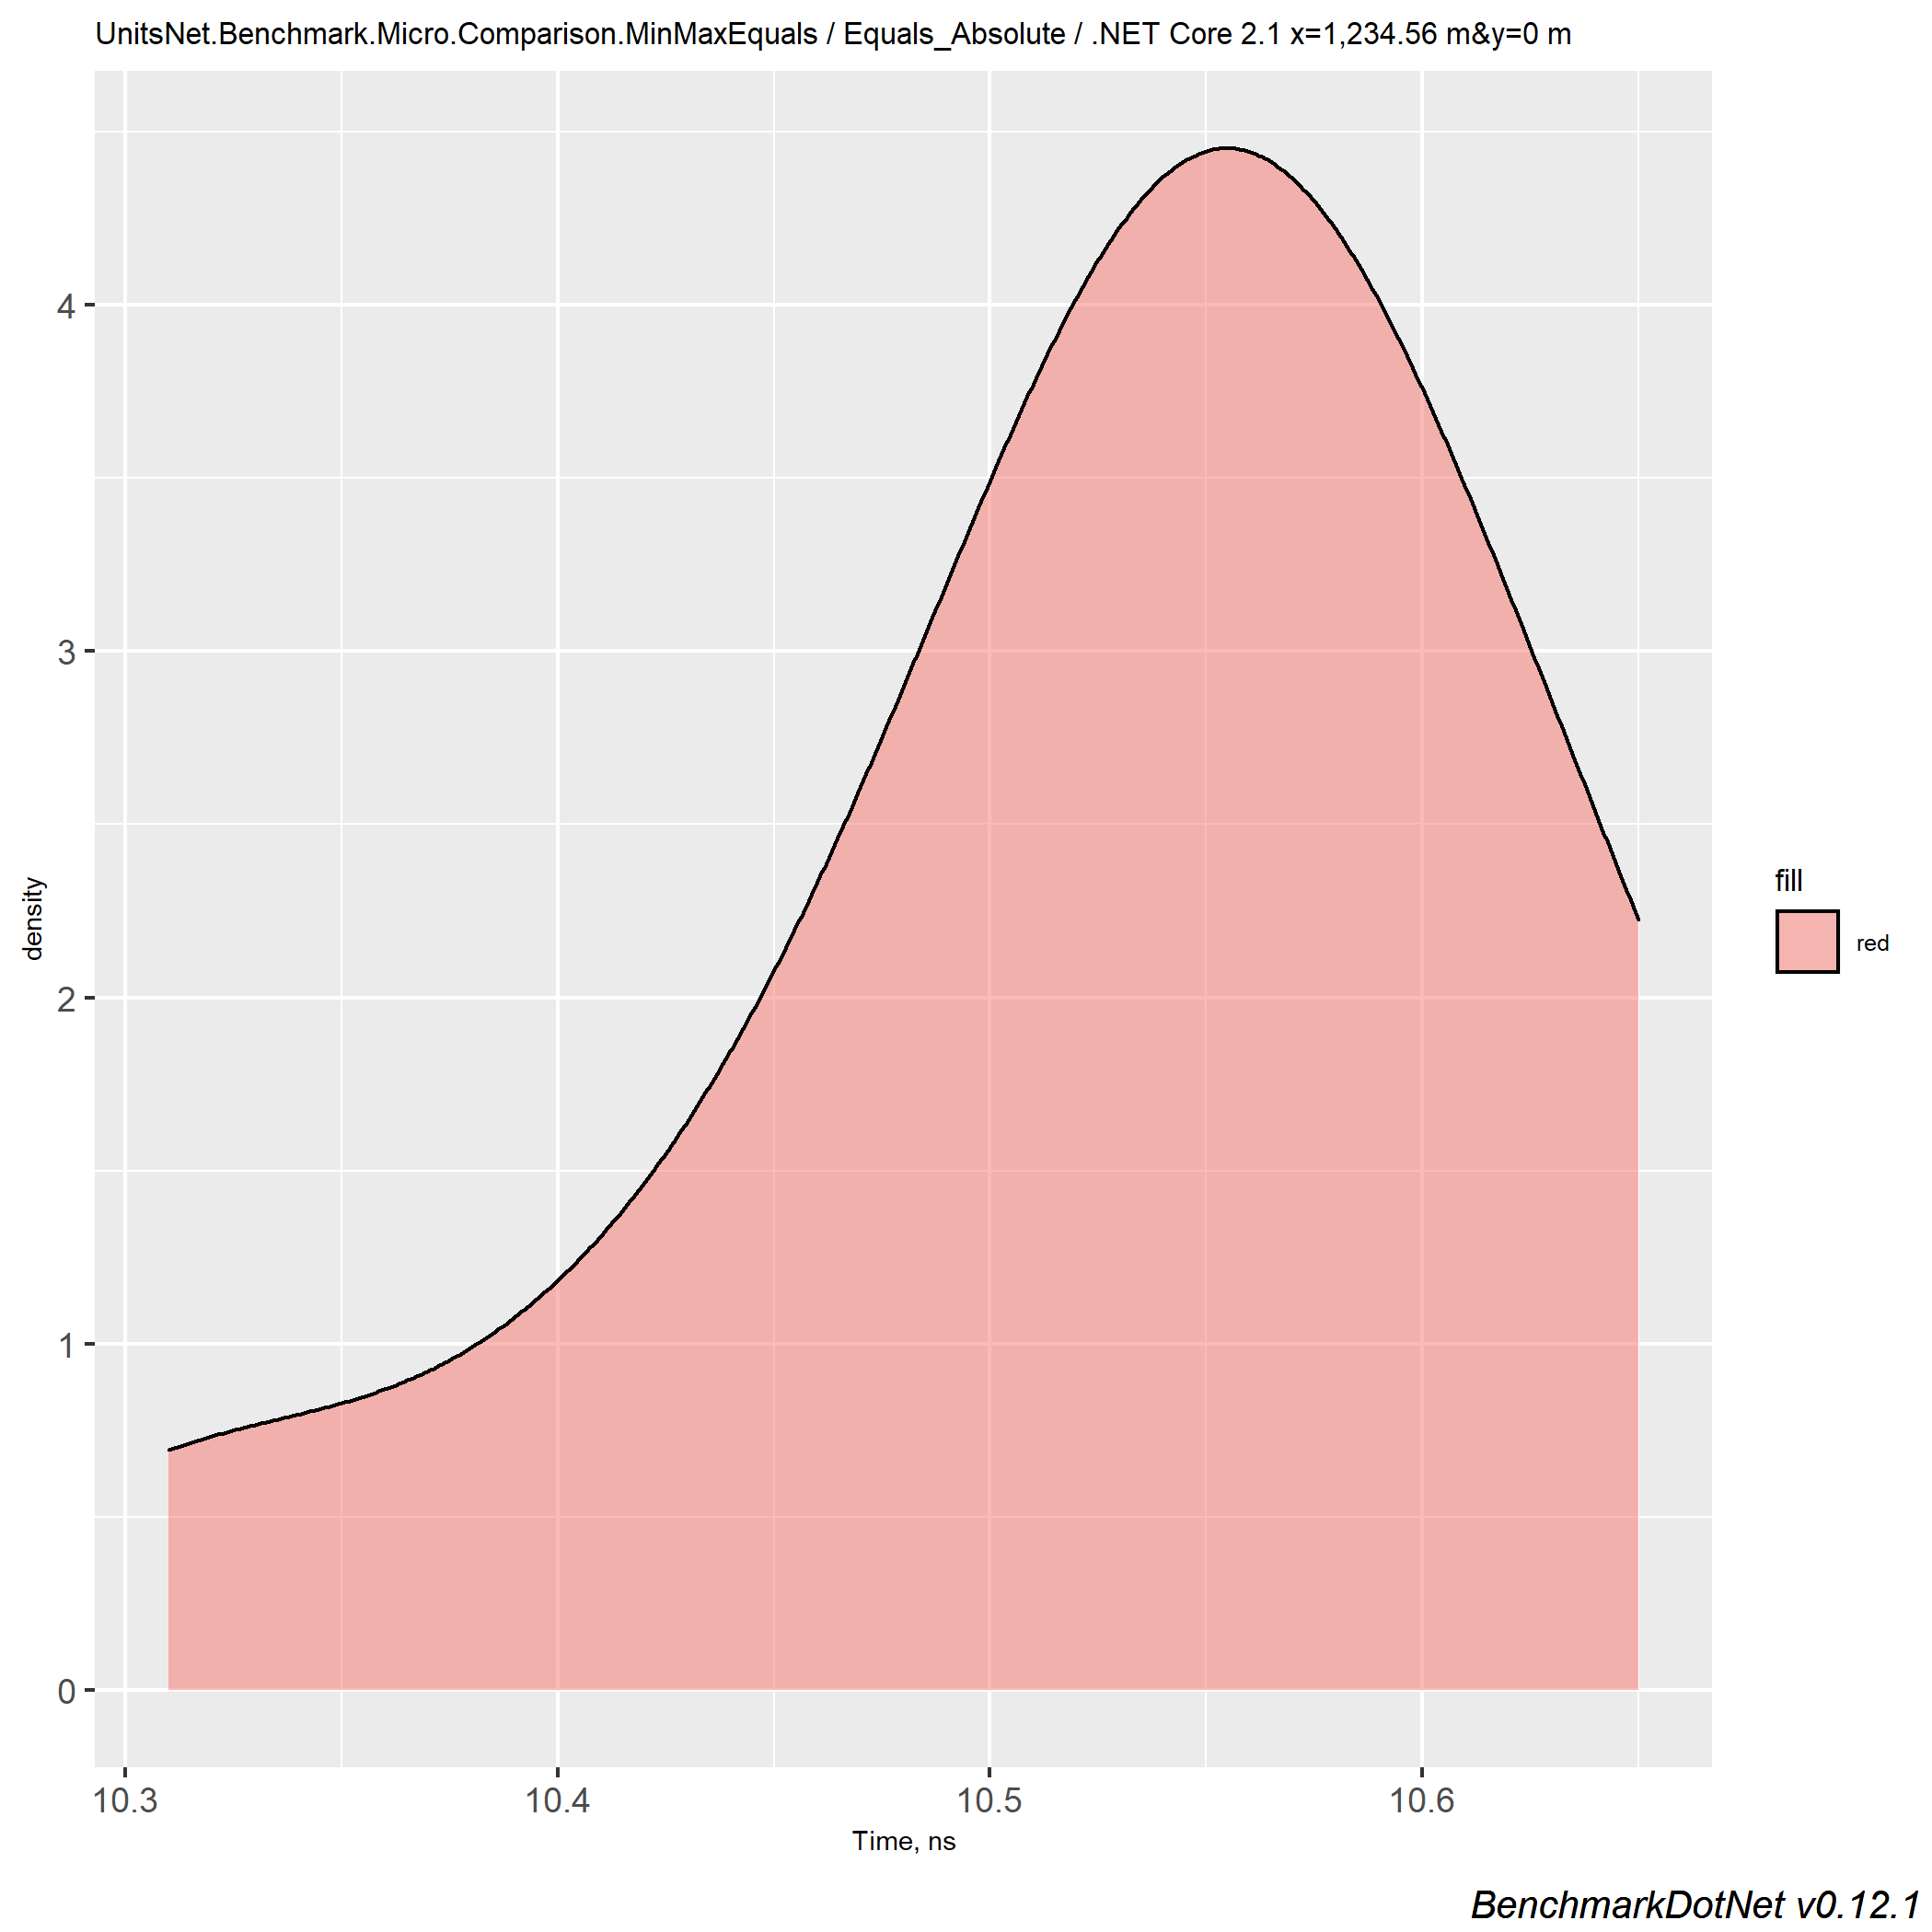 UnitsNet.Benchmark.Micro.Comparison.MinMaxEquals / Equals_Absolute / .NET Core 2.1 x=1,234.56 m&y=0 m
density
4
3
2
1
0
10.3 10.4 10.5 10.6
Time, ns
fill
red
BenchmarkDotNet v0.12.1